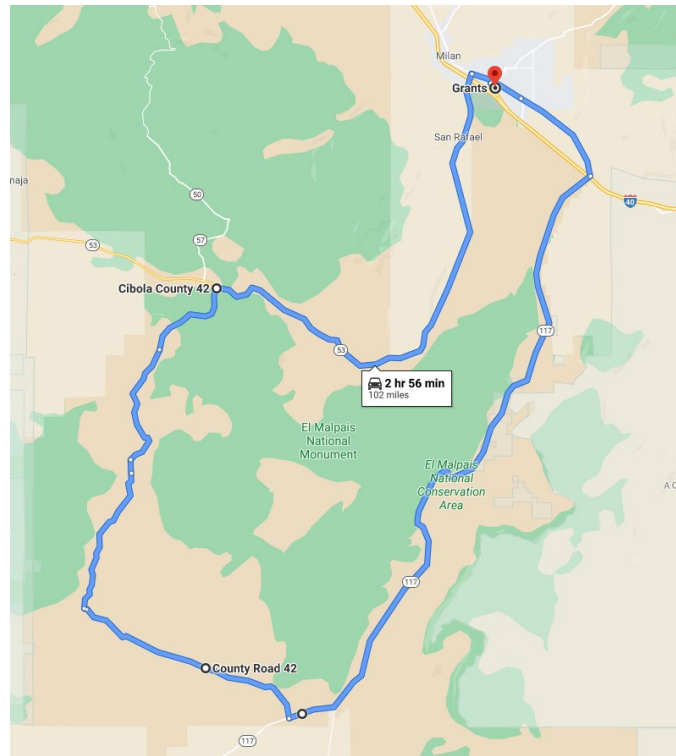 Milan
Grants
San Rafael
naja
50
40
57
53
Cibola County 42
117
53
2 hr 56 min
102 miles
El Malpais
National
Monument
El Malpais
National
Conservation
Area
A C
117
County Road 42
117